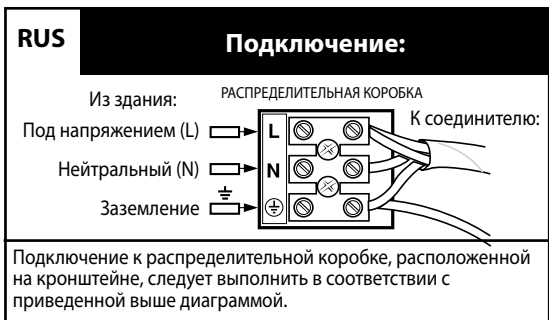 RUS
Подключение:
Из здания:
РАСПРЕДЕЛИТЕЛЬНАЯ КОРОБКА
К соединителю:
Под напряжением (L)
L
Нейтральный (N)
N
Заземление
Подключение к распределительной коробке, расположенной
на кронштейне, следует выполнить в соответствии с
приведенной выше диаграммой.